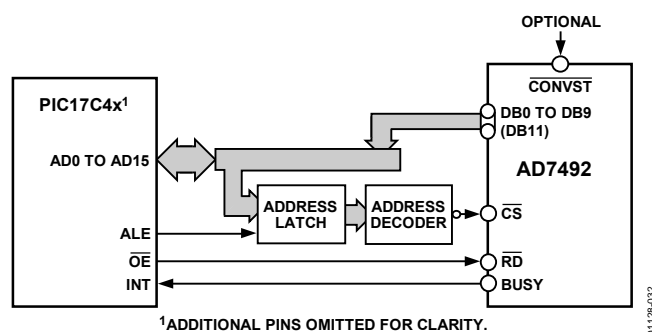 OPTIONAL
PIC17C4x1
CONVST
DB0 TO DB9
(DB11)
AD0 TO AD15
AD7492
ADDRESS
LATCH
ADDRESS
DECODER
CS
ALE
OE
RD
INT
BUSY
1ADDITIONAL PINS OMITTED FOR CLARITY.